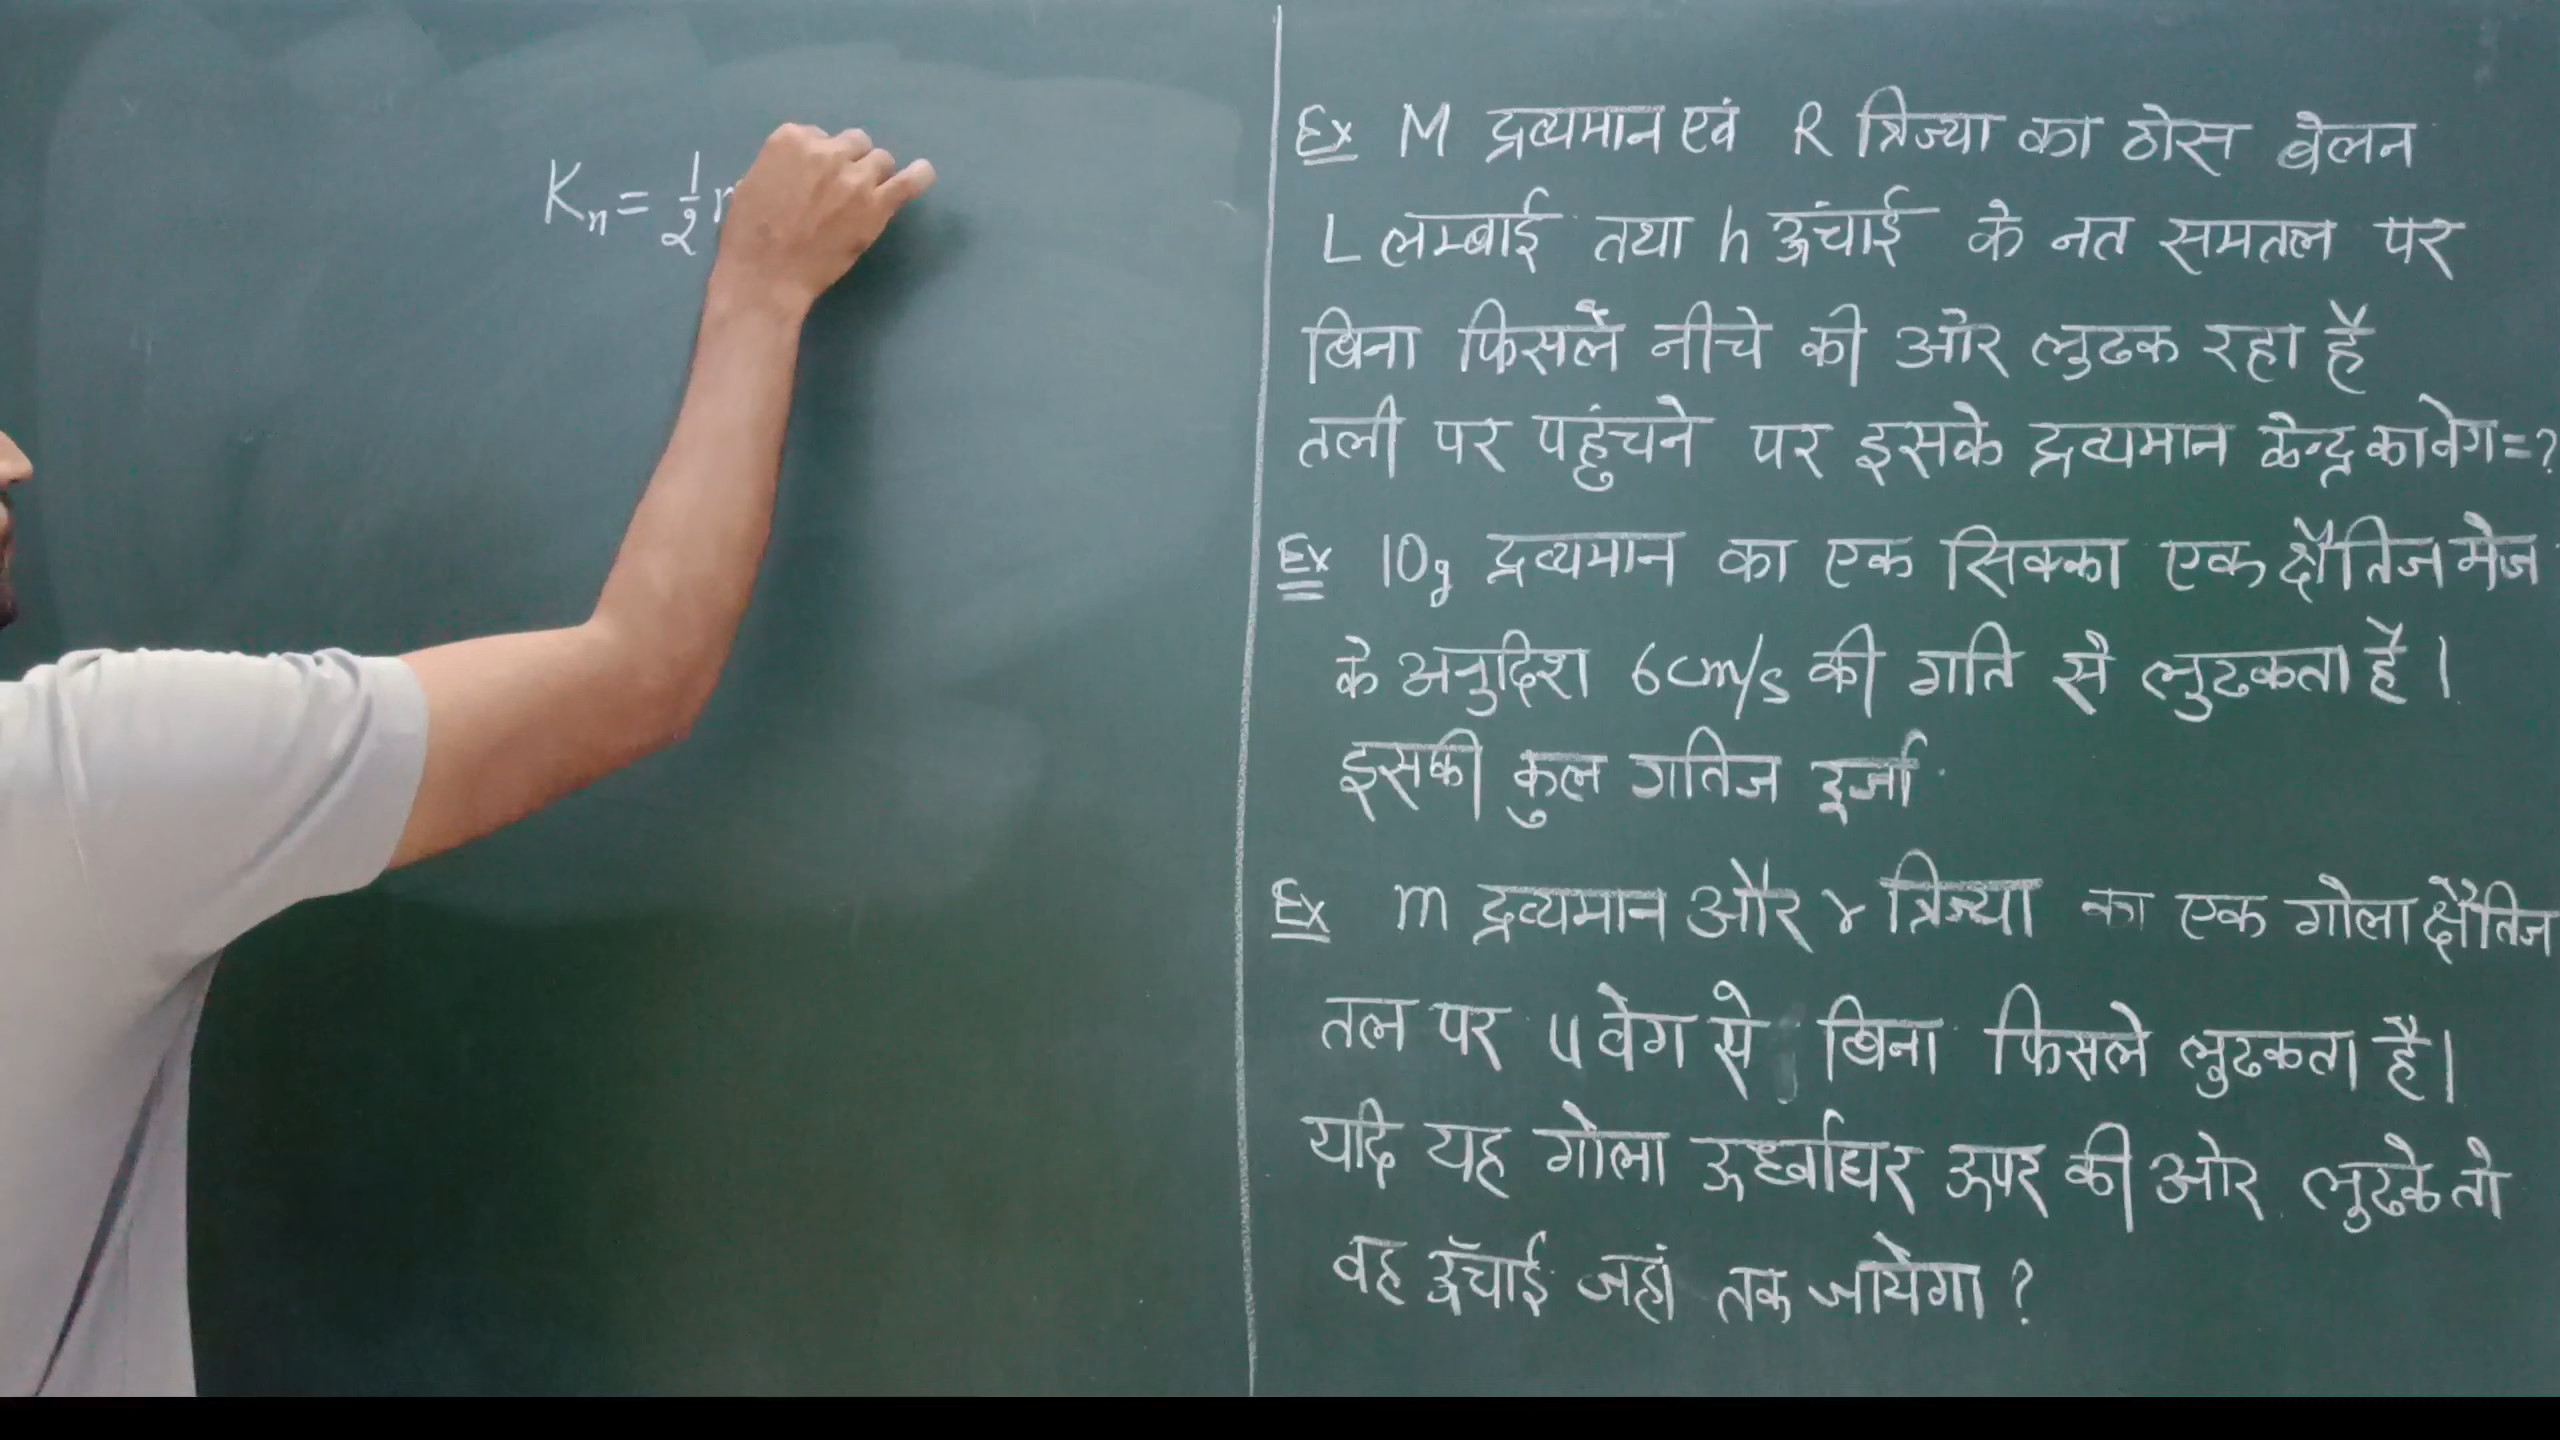 Kn = 1/2
Ex M द्रव्यमान एवं R त्रिज्या का ठोस बेलन
L लम्बाई तथा h ऊंचाई के नत समतल पर
बिना फिसले नीचे की ओर लुढक रहा है
तली पर पहुंचने पर इसके द्रव्यमान केन्द्र का वेग=?
Ex 10g द्रव्यमान का एक सिक्का एक क्षैतिज मेज
के अनुदिश 6cm/s की गति से लुढकता है।
इसकी कुल गतिज ऊर्जा
Ex m द्रव्यमान और r त्रिज्या का एक गोला क्षैतिज
तल पर u वेग से बिना फिसले लुढकता है।
यदि यह गोला ऊर्ध्वाधर ऊपर की ओर लुढके तो
वह ऊँचाई जहां तक जायेगा?